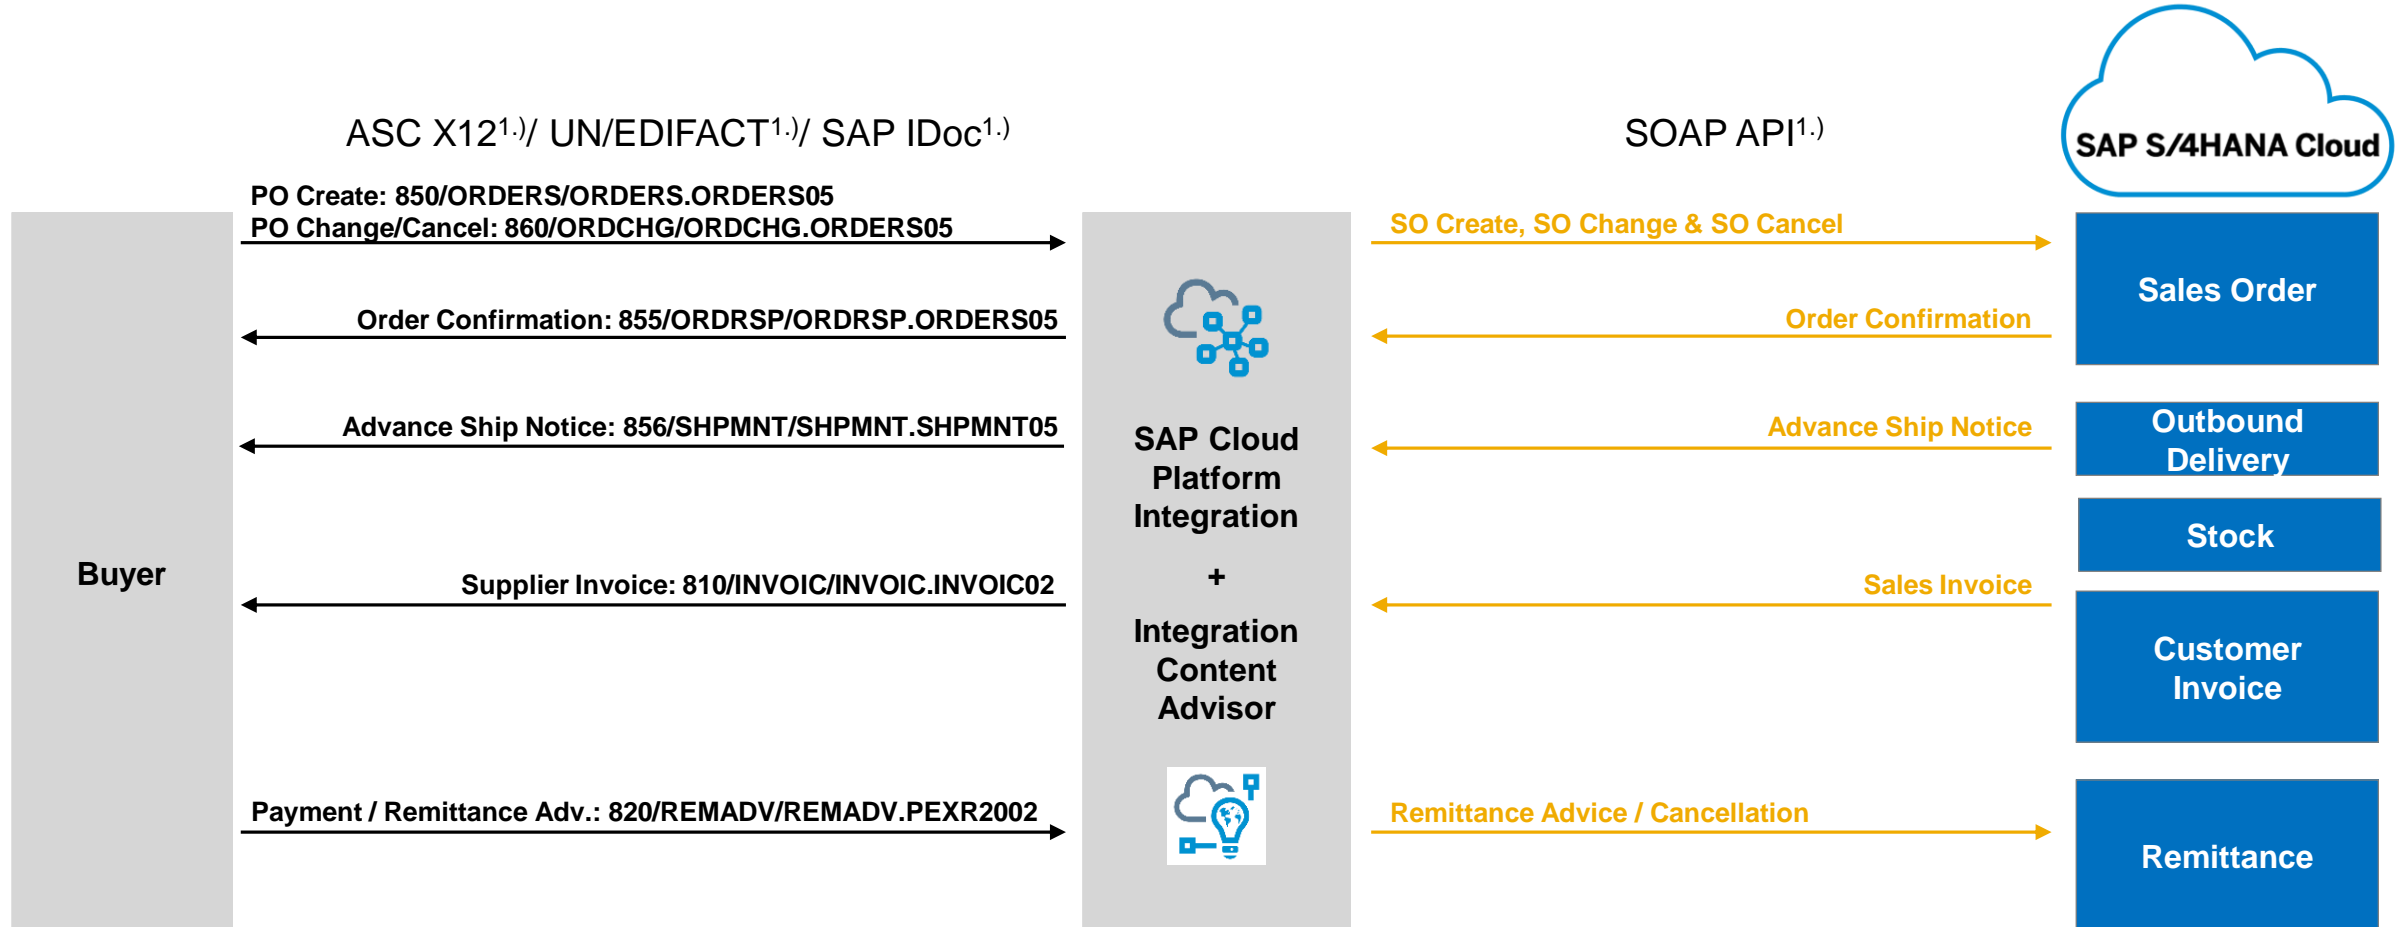 ASC X121.)/ UN/EDIFACT1.)/ SAP IDoc1.)
SOAP API1.)
SAP S/4HANA Cloud
PO Create: 850/ORDERS/ORDERS.ORDERS05
PO Change/Cancel: 860/ORDCHG/ORDCHG.ORDERS05
SO Create, SO Change & SO Cancel
Sales Order
Order Confirmation: 855/ORDRSP/ORDRSP.ORDERS05
Order Confirmation
Advance Ship Notice: 856/SHPMNT/SHPMNT.SHPMNT05
Advance Ship Notice
Outbound
Delivery
SAP Cloud
Platform
Integration
+
Integration
Content
Advisor
Stock
Buyer
Supplier Invoice: 810/INVOIC/INVOIC.INVOIC02
Sales Invoice
Customer
Invoice
Payment / Remittance Adv.: 820/REMADV/REMADV.PEXR2002
Remittance Advice / Cancellation
Remittance